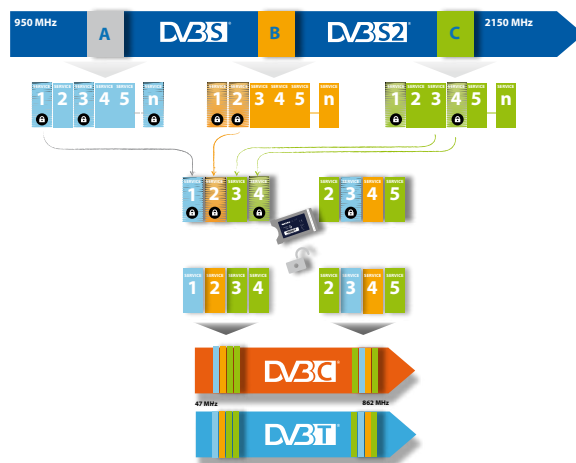 950 MHz A DVB S B DVB S2 C 2150 MHz
SERVICE SERVICE SERVICE SERVICE SERVICE SERVICE SERVICE SERVICE SERVICE SERVICE SERVICE SERVICE SERVICE SERVICE SERVICE SERVICE SERVICE SERVICE
1 2 3 4 5 n 1 2 3 4 5 n 1 2 3 4 5 n
SERVICE SERVICE SERVICE SERVICE SERVICE SERVICE SERVICE SERVICE
1 2 3 4 2 3 4 5
SERVICE SERVICE SERVICE SERVICE SERVICE SERVICE SERVICE SERVICE
1 2 3 4 2 3 4 5
DVB C
47 MHz 862 MHz
DVB T